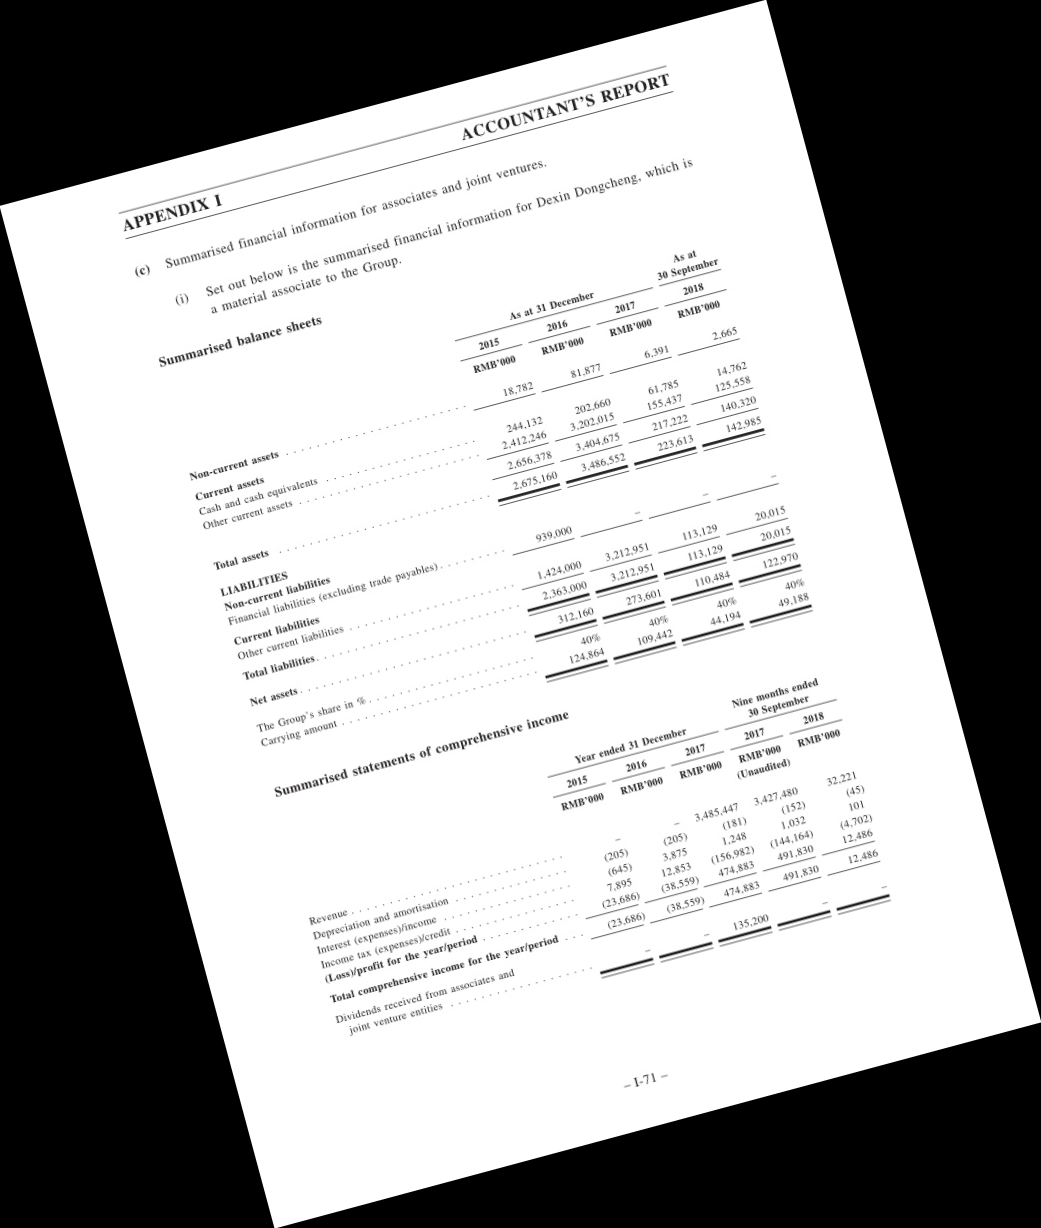 APPENDIX I ACCOUNTANT'S REPORT
(c) Summarised financial information for associates and joint ventures.
(i) Set out below is the summarised financial information for Dexin Dongcheng, which is
a material associate to the Group.
Summarised balance sheets
As at 31 December As at 30 September
2015 2016 2017 2018
RMB'000 RMB'000 RMB'000 RMB'000
Non-current assets 18,782 81,877 6,391 2,665
Current assets
Cash and cash equivalents 244,132 202,660 61,785 14,762
Other current assets 2,412,246 3,202,015 155,437 125,558
2,656,378 3,404,675 217,222 140,320
Total assets 2,675,160 3,486,552 223,613 142,985
LIABILITIES
Non-current liabilities
Financial liabilities (excluding trade payables) 939,000 – – –
Current liabilities
Other current liabilities 1,424,000 3,212,951 113,129 20,015
Total liabilities 2,363,000 3,212,951 113,129 20,015
Net assets 312,160 273,601 110,484 122,970
The Group's share in % 40% 40% 40% 40%
Carrying amount 124,864 109,442 44,194 49,188
Summarised statements of comprehensive income
Year ended 31 December Nine months ended 30 September
2015 2016 2017 2017 2018
RMB'000 RMB'000 RMB'000 RMB'000 RMB'000
(Unaudited)
Revenue – – 3,485,447 3,427,480 32,221
Depreciation and amortisation (205) (205) (181) (152) (45)
Interest (expenses)/income (645) 3,875 1,248 1,032 101
Income tax (expenses)/credit 7,895 12,853 (156,982) (144,164) (4,702)
(Loss)/profit for the year/period (23,686) (38,559) 474,883 491,830 12,486
Total comprehensive income for the year/period (23,686) (38,559) 474,883 491,830 12,486
Dividends received from associates and
joint venture entities – – 135,200 – –
– I-71 –